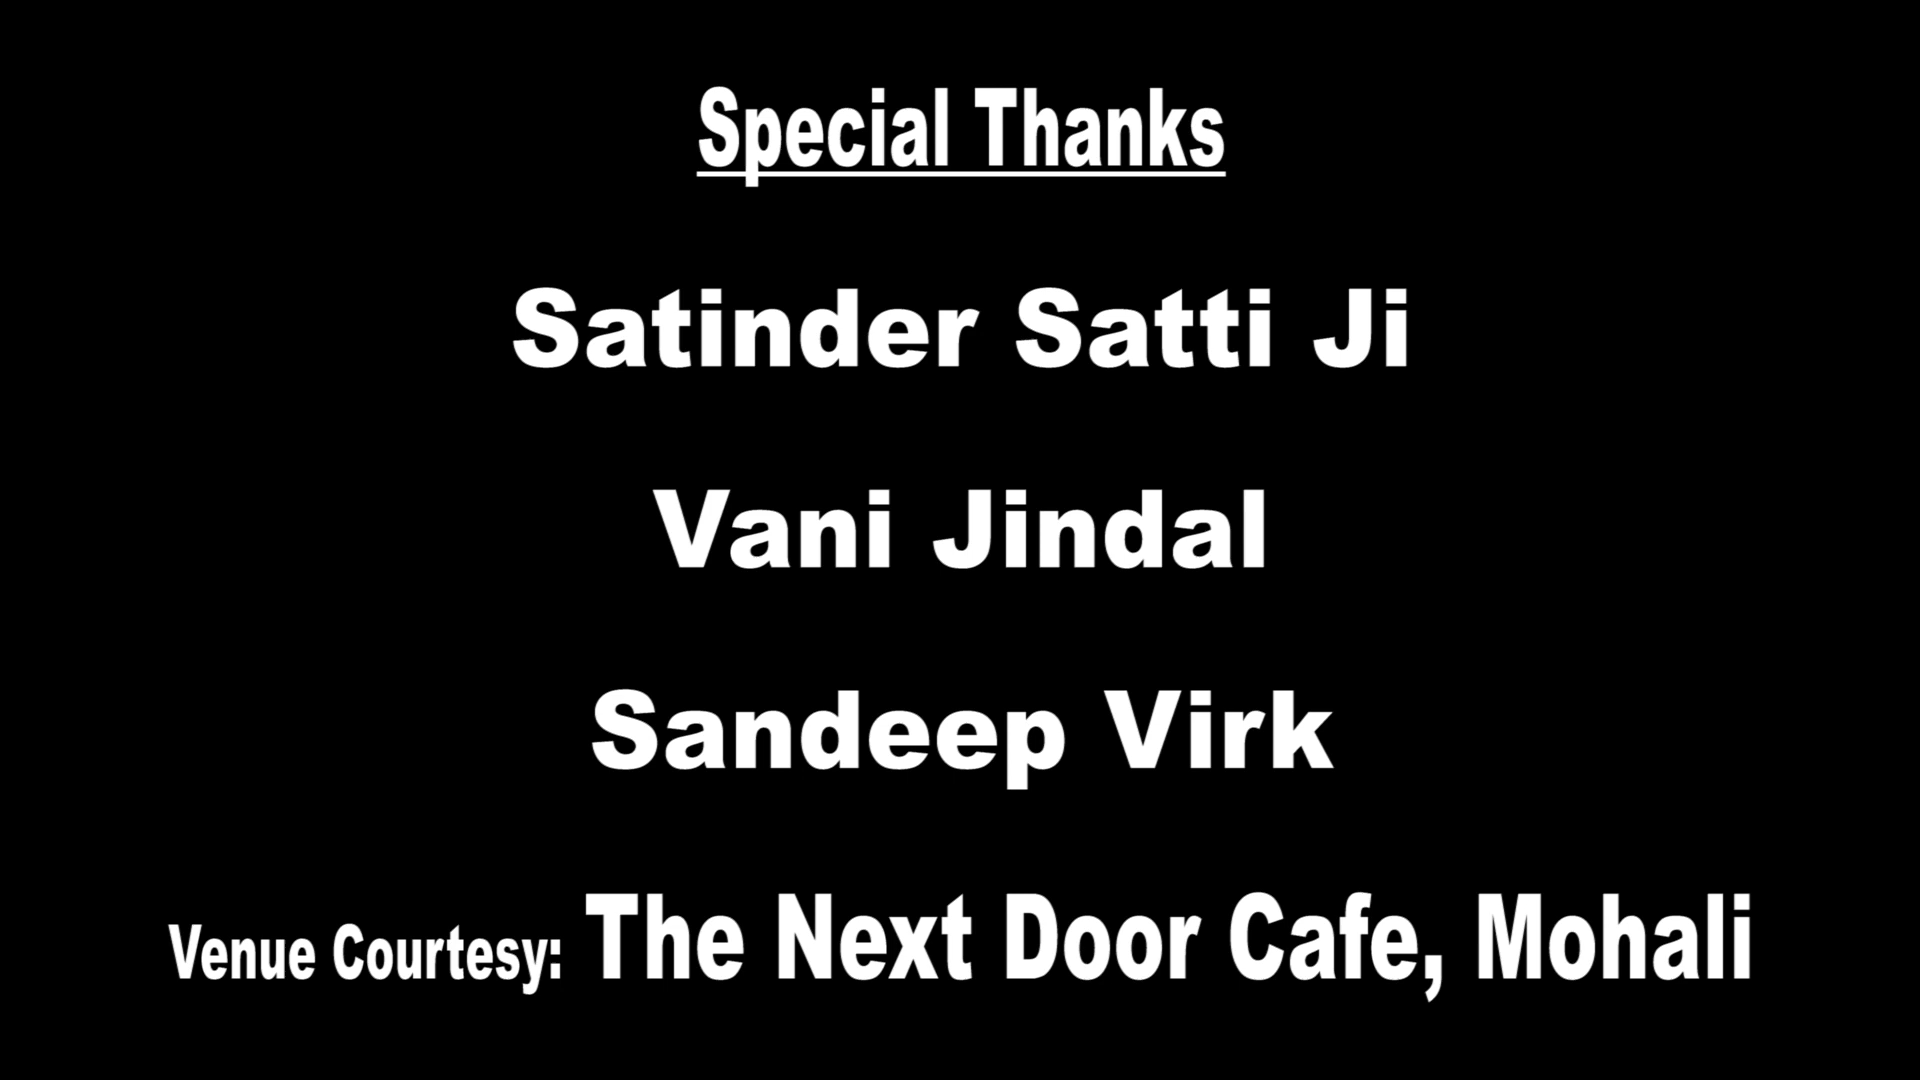 Special Thanks
Satinder Satti Ji
Vani Jindal
Sandeep Virk
Venue Courtesy: The Next Door Cafe, Mohali